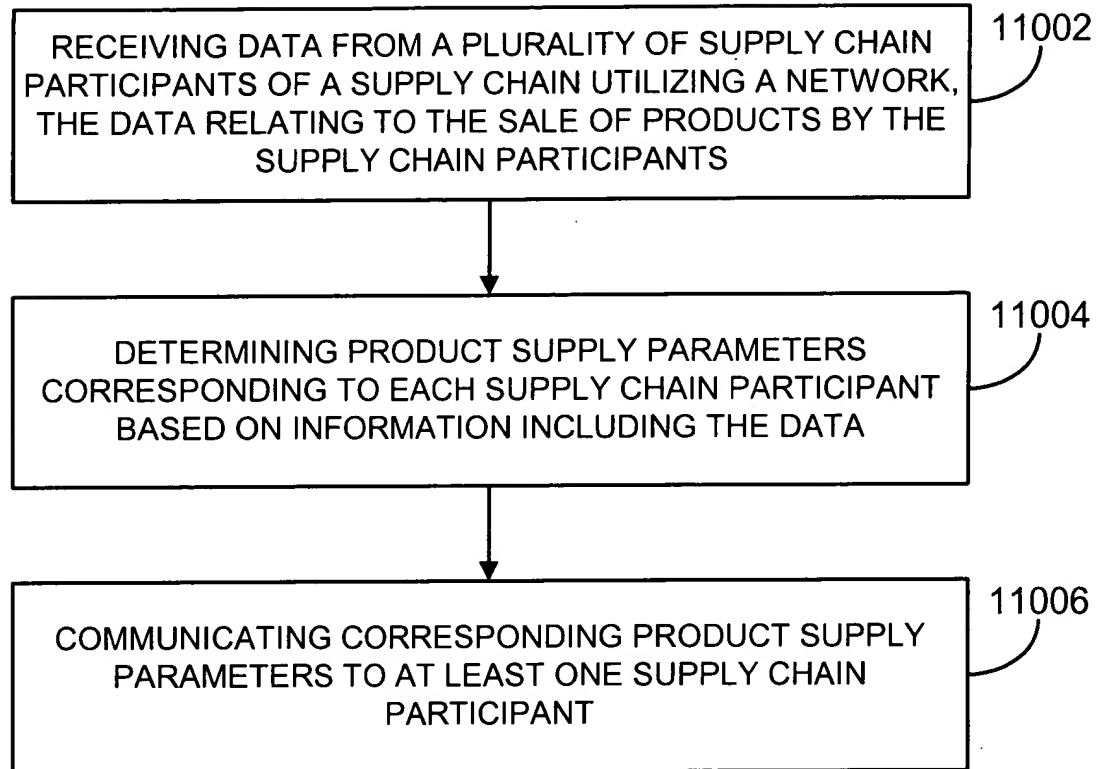 11002
RECEIVING DATA FROM A PLURALITY OF SUPPLY CHAIN
PARTICIPANTS OF A SUPPLY CHAIN UTILIZING A NETWORK,
THE DATA RELATING TO THE SALE OF PRODUCTS BY THE
SUPPLY CHAIN PARTICIPANTS
11004
DETERMINING PRODUCT SUPPLY PARAMETERS
CORRESPONDING TO EACH SUPPLY CHAIN PARTICIPANT
BASED ON INFORMATION INCLUDING THE DATA
11006
COMMUNICATING CORRESPONDING PRODUCT SUPPLY
PARAMETERS TO AT LEAST ONE SUPPLY CHAIN
PARTICIPANT